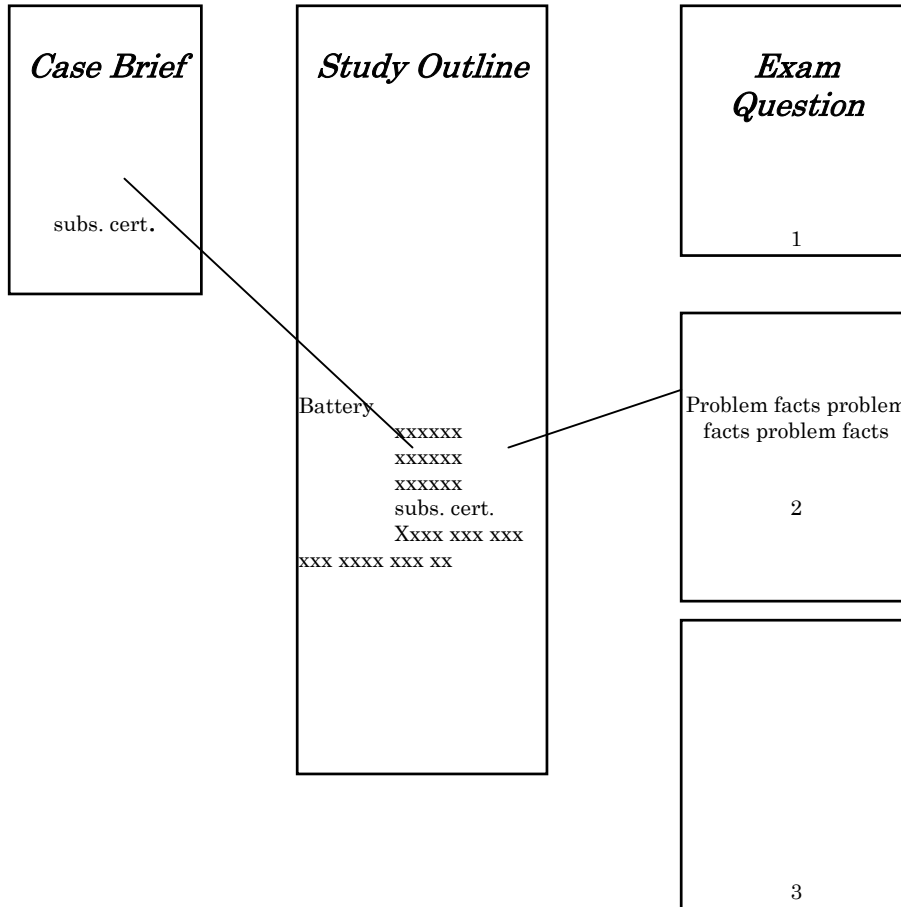 Case Brief
subs. cert.
Study Outline
Battery
xxxxxx
xxxxxx
xxxxxx
subs. cert.
Xxxx xxx xxx
xxx xxxx xxx xx
Exam
Question
1
Problem facts problem
facts problem facts
2
3